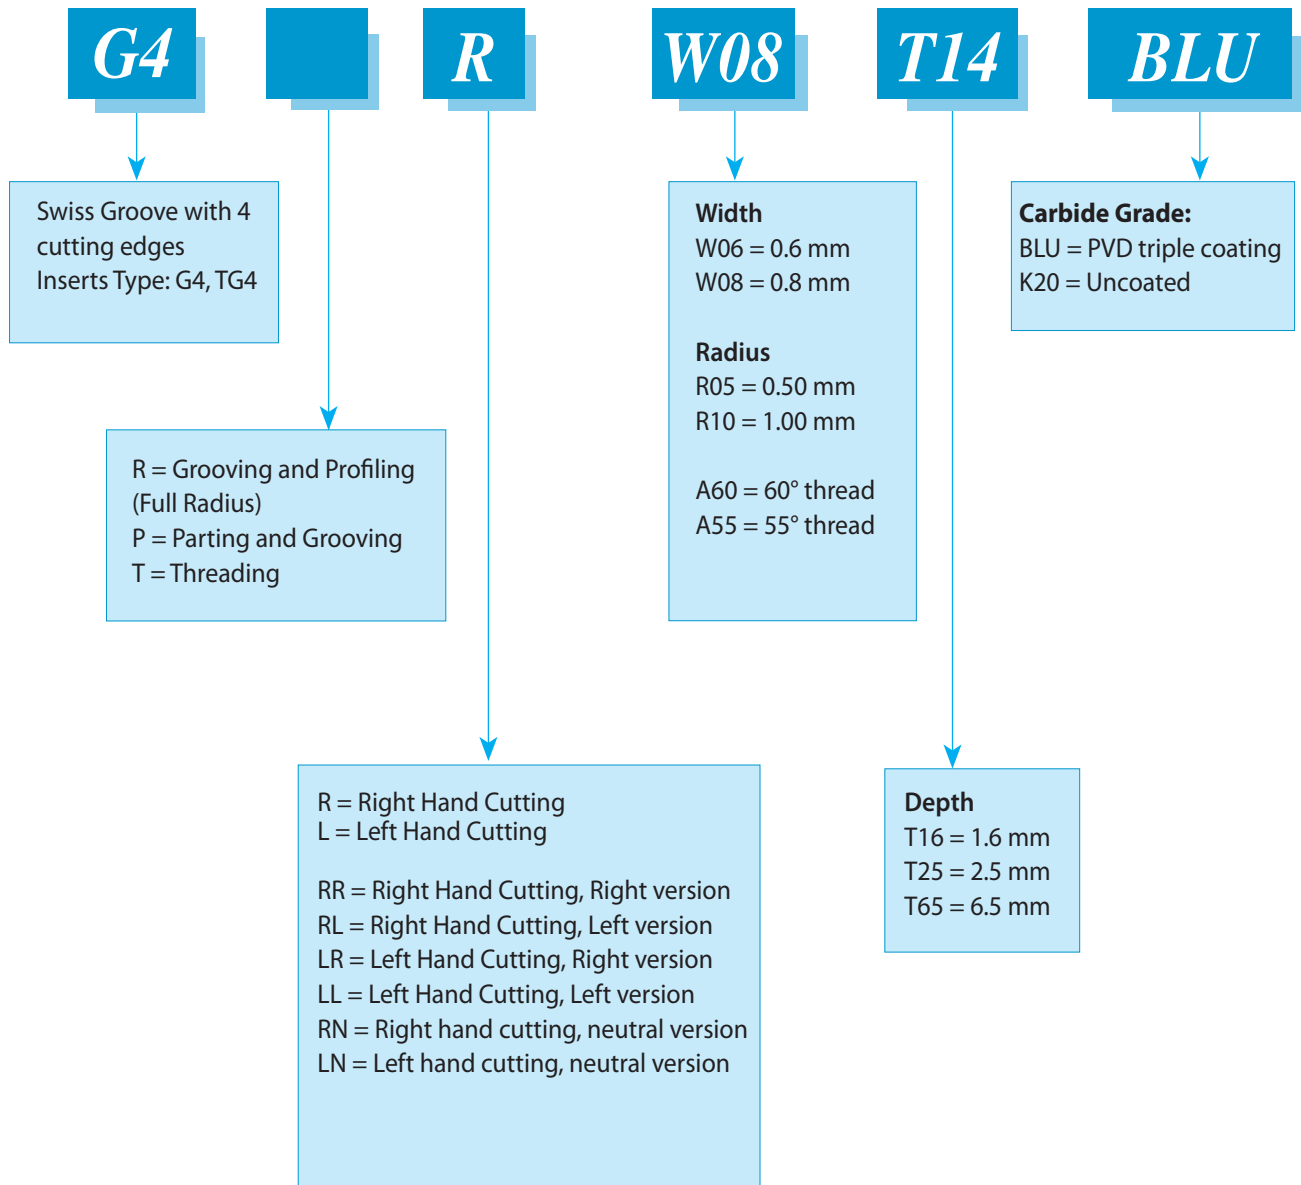 G4
R
W08
T14
BLU
Swiss Groove with 4
cutting edges
Inserts Type: G4, TG4
R = Grooving and Profiling
(Full Radius)
P = Parting and Grooving
T = Threading
R = Right Hand Cutting
L = Left Hand Cutting
RR = Right Hand Cutting, Right version
RL = Right Hand Cutting, Left version
LR = Left Hand Cutting, Right version
LL = Left Hand Cutting, Left version
RN = Right hand cutting, neutral version
LN = Left hand cutting, neutral version
Width
W06 = 0.6 mm
W08 = 0.8 mm
Radius
R05 = 0.50 mm
R10 = 1.00 mm
A60 = 60° thread
A55 = 55° thread
Depth
T16 = 1.6 mm
T25 = 2.5 mm
T65 = 6.5 mm
Carbide Grade:
BLU = PVD triple coating
K20 = Uncoated